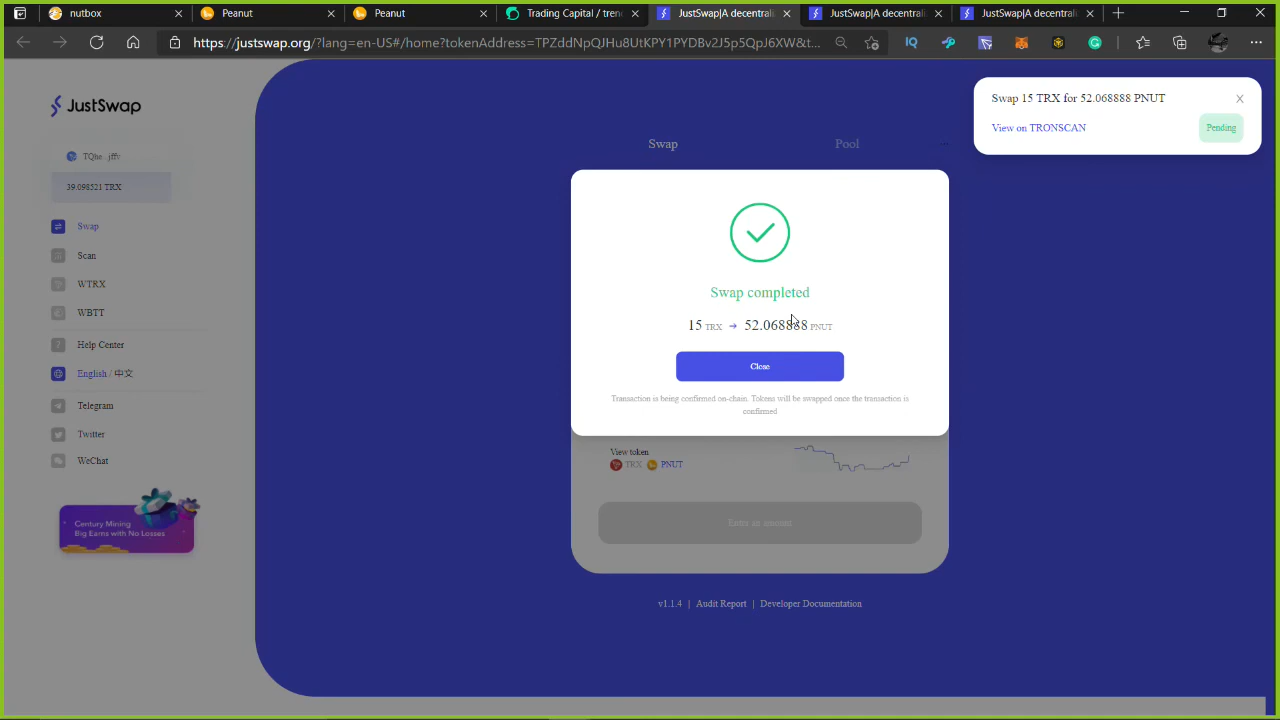 nutbox
Peanut
Peanut
Trading Capital / tren
JustSwap|A decentrali
JustSwap|A decentrali
JustSwap|A decentrali
https://justswap.org/?lang=en-US#/home?tokenAddress=TPZddNpQJHu8UtKPY1PYDBv2J5p5QpJ6XW&t...
JustSwap
TQhe...jffv
39.098521 TRX
Swap
Scan
WTRX
WBTT
Help Center
English / 中文
Telegram
Twitter
WeChat
Century Mining
Big Earns with No Losses
Swap
Pool
Swap completed
15 TRX → 52.068888 PNUT
Close
Transaction is being confirmed on-chain. Tokens will be swapped once the transaction is
confirmed
View token
TRX PNUT
Enter an amount
v1.1.4 | Audit Report | Developer Documentation
Swap 15 TRX for 52.068888 PNUT
View on TRONSCAN
Pending